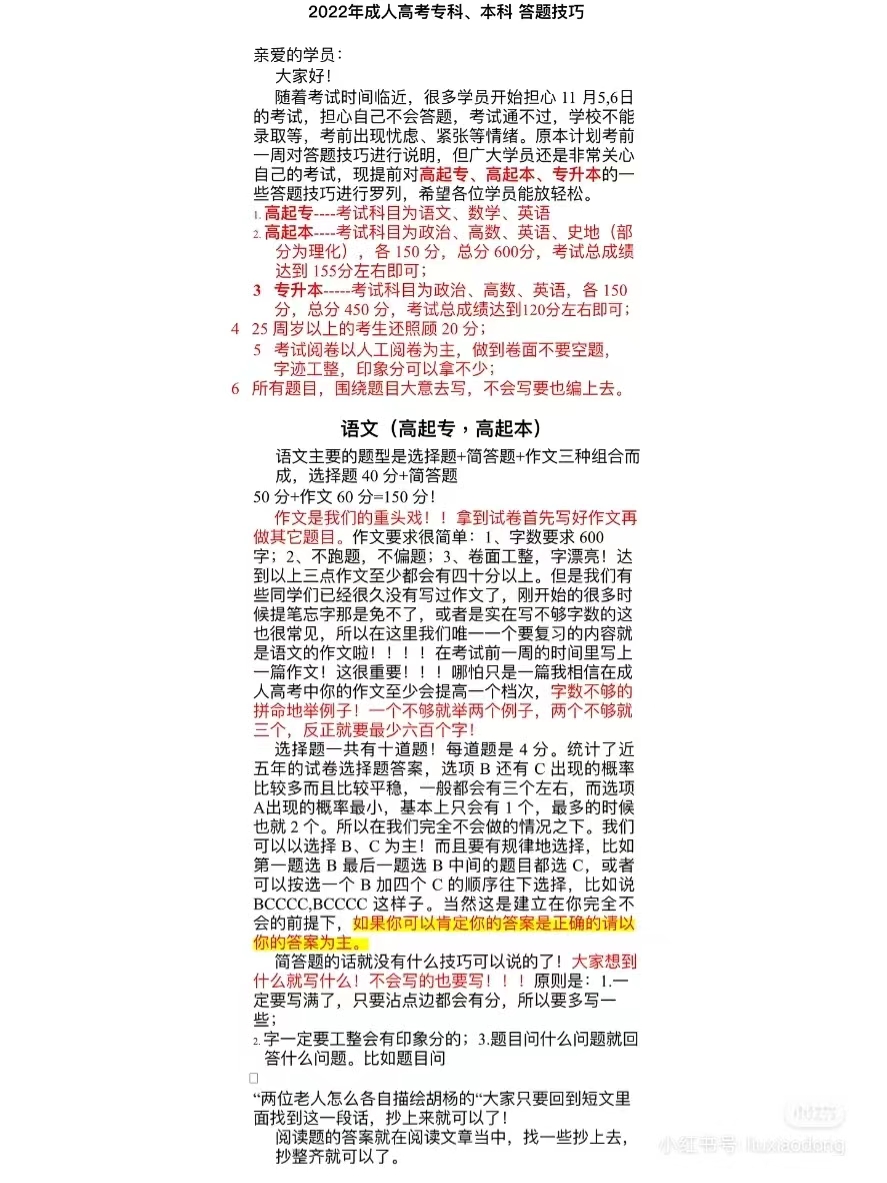 2022年成人高考专科、本科 答题技巧
亲爱的学员：
大家好！
随着考试时间临近，很多学员开始担心 11 月5,6日
的考试，担心自己不会答题，考试通不过，学校不能
录取等，考前出现忧虑、紧张等情绪。原本计划考前
一周对答题技巧进行说明，但广大学员还是非常关心
自己的考试，现提前对高起专、高起本、专升本的一
些答题技巧进行罗列，希望各位学员能放轻松。
1. 高起专----考试科目为语文、数学、英语
2. 高起本----考试科目为政治、高数、英语、史地（部
分为理化），各 150 分，总分 600分，考试总成绩
达到 155分左右即可；
3 专升本-----考试科目为政治、高数、英语，各 150
分，总分 450 分，考试总成绩达到120分左右即可；
4 25 周岁以上的考生还照顾 20 分；
5 考试阅卷以人工阅卷为主，做到卷面不要空题，
字迹工整，印象分可以拿不少；
6 所有题目，围绕题目大意去写，不会写要也编上去。
语文（高起专，高起本）
语文主要的题型是选择题+简答题+作文三种组合而
成，选择题 40 分+简答题
50 分+作文 60 分=150 分！
作文是我们的重头戏！！拿到试卷首先写好作文再
做其它题目。作文要求很简单：1、字数要求 600
字；2、不跑题，不偏题；3、卷面工整，字漂亮！达
到以上三点作文至少都会有四十分以上。但是我们有
些同学们已经很久没有写过作文了，刚开始的很多时
候提笔忘字那是免不了，或者是实在写不够字数的这
也很常见，所以在这里我们唯一一个要复习的内容就
是语文的作文啦！！！！在考试前一周的时间里写上
一篇作文！这很重要！！！哪怕只是一篇我相信在成
人高考中你的作文至少会提高一个档次，字数不够的
拼命地举例子！一个不够就举两个例子，两个不够就
三个，反正就要最少六百个字！
选择题一共有十道题！每道题是 4 分。统计了近
五年的试卷选择题答案，选项 B 还有 C 出现的概率
比较多而且比较平稳，一般都会有三个左右，而选项
A出现的概率最小，基本上只会有 1 个，最多的时候
也就 2 个。所以在我们完全不会做的情况之下。我们
可以以选择 B、C 为主！而且要有规律地选择，比如
第一题选 B 最后一题选 B 中间的题目都选 C，或者
可以按选一个 B 加四个 C 的顺序往下选择，比如说
BCCCC,BCCCC 这样子。当然这是建立在你完全不
会的前提下，如果你可以肯定你的答案是正确的请以
你的答案为主。
简答题的话就没有什么技巧可以说的了！大家想到
什么就写什么！不会写的也要写！！！原则是：1.一
定要写满了，只要沾点边都会有分，所以要多写一
些；
2. 字一定要工整会有印象分的；3.题目问什么问题就回
答什么问题。比如题目问
“两位老人怎么各自描绘胡杨的“大家只要回到短文里
面找到这一段话，抄上来就可以了！
阅读题的答案就在阅读文章当中，找一些抄上去，
抄整齐就可以了。
小红书
小红书号 liuxiaodong